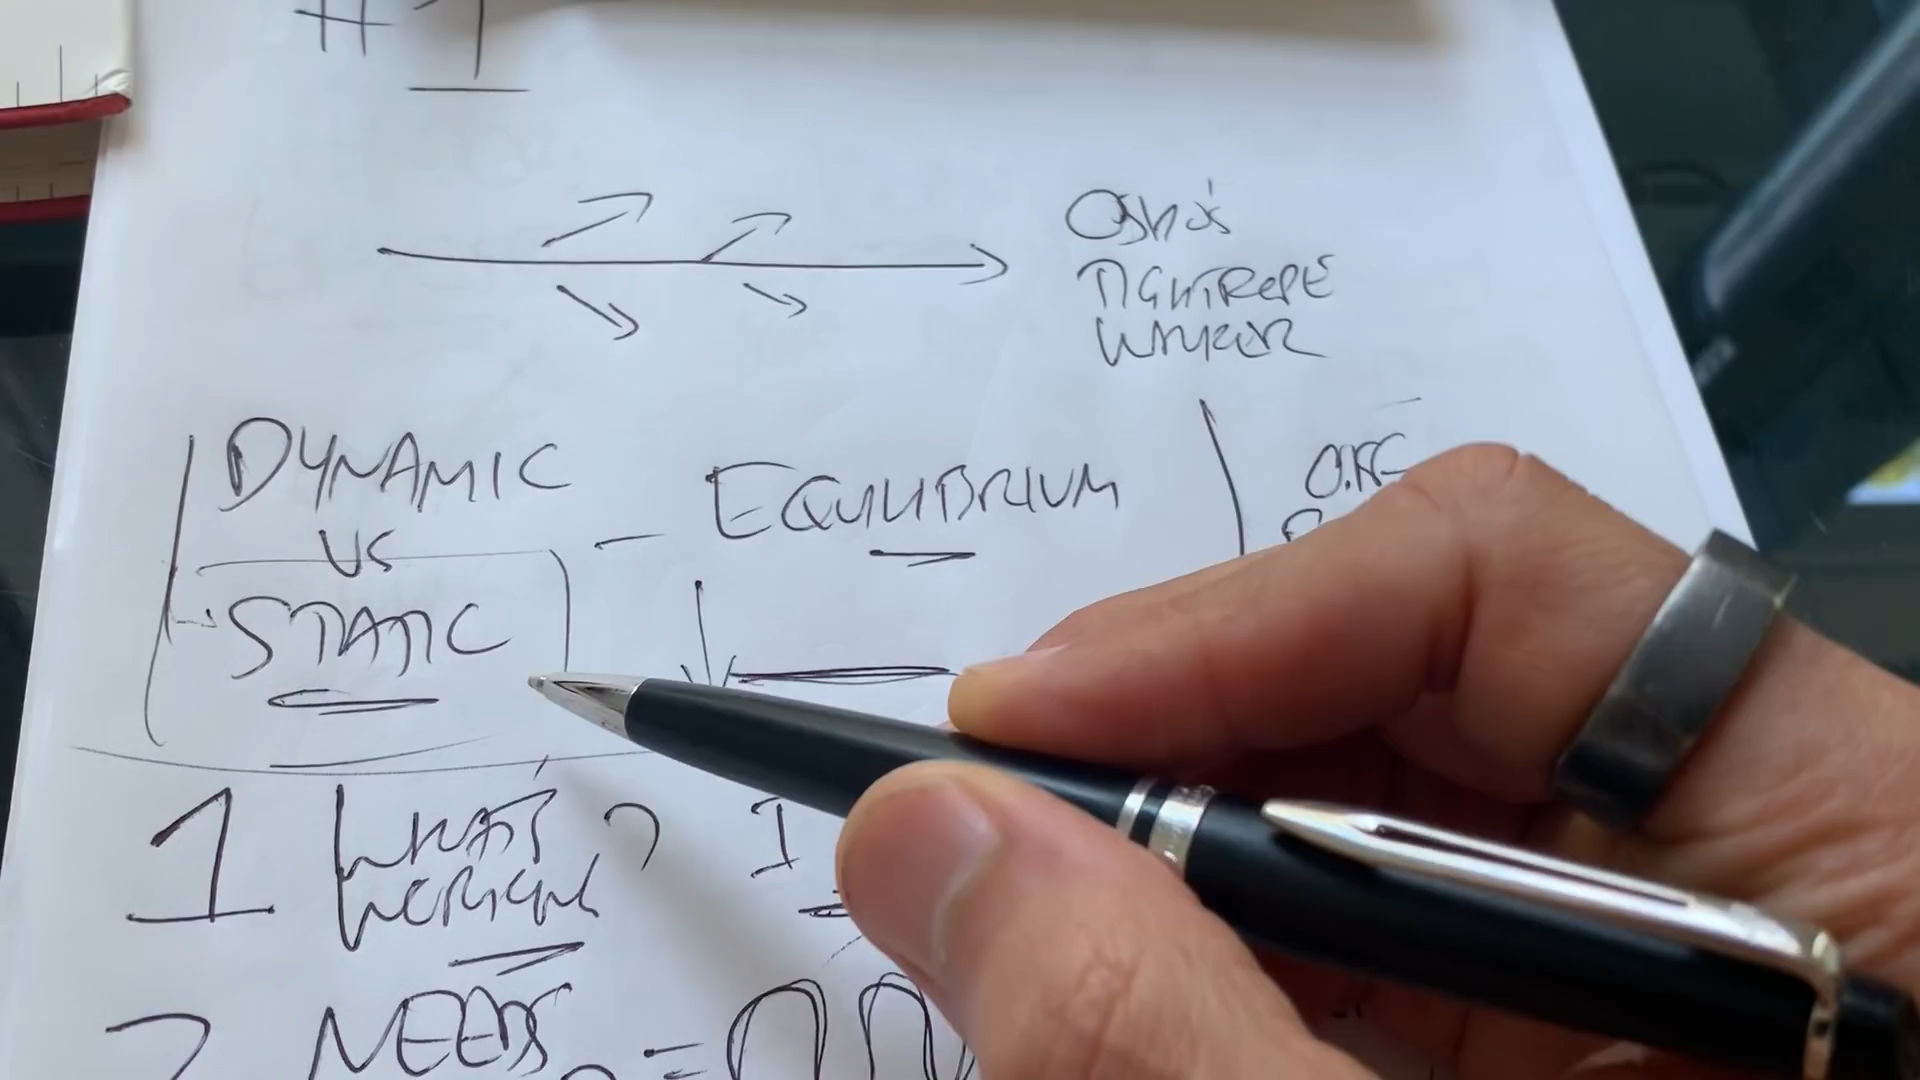 #1
Osho's
TIGHTROPE
WALKER
DYNAMIC
VS
STATIC
EQUILIBRIUM
1 WHAT'S
WORKING ?
I
2 NEEDS
=